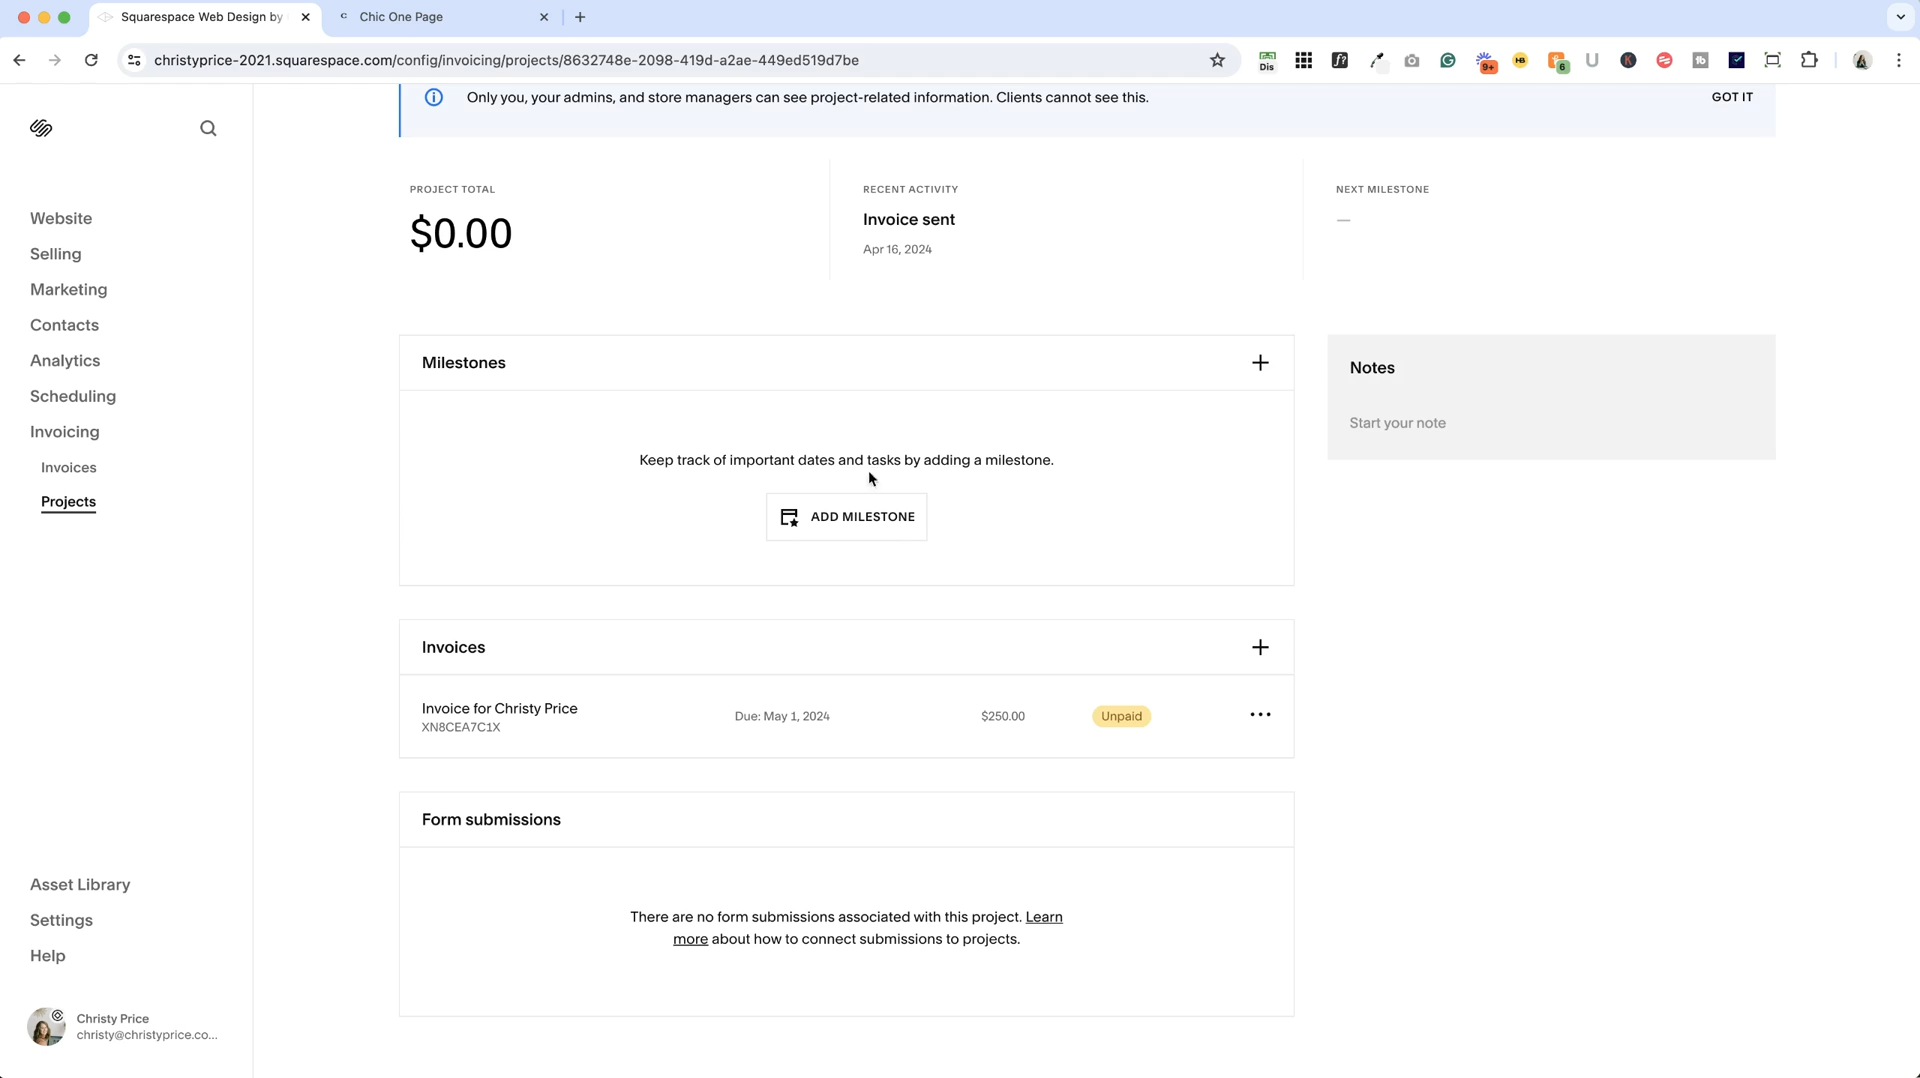 Squarespace Web Design by
Chic One Page
christyprice-2021.squarespace.com/config/invoicing/projects/8632748e-2098-419d-a2ae-449ed519d7be
Dis
9+
HB
6
Only you, your admins, and store managers can see project-related information. Clients cannot see this.
GOT IT
Website
Selling
Marketing
Contacts
Analytics
Scheduling
Invoicing
Invoices
Projects
Asset Library
Settings
Help
Christy Price
christy@christyprice.co...
PROJECT TOTAL
$0.00
RECENT ACTIVITY
Invoice sent
Apr 16, 2024
NEXT MILESTONE
—
Milestones
Keep track of important dates and tasks by adding a milestone.
ADD MILESTONE
Notes
Start your note
Invoices
Invoice for Christy Price
XN8CEA7C1X
Due: May 1, 2024
$250.00
Unpaid
Form submissions
There are no form submissions associated with this project. Learn
more about how to connect submissions to projects.